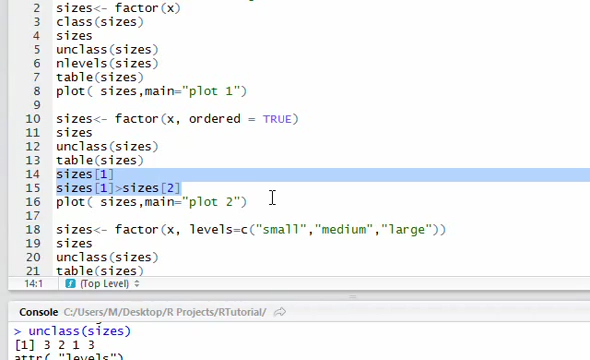 2 sizes<- factor(x)
3 class(sizes)
4 sizes
5 unclass(sizes)
6 nlevels(sizes)
7 table(sizes)
8 plot( sizes,main="plot 1")
9
10 sizes<- factor(x, ordered = TRUE)
11 sizes
12 unclass(sizes)
13 table(sizes)
14 sizes[1]
15 sizes[1]>sizes[2]
16 plot( sizes,main="plot 2")
17
18 sizes<- factor(x, levels=c("small","medium","large"))
19 sizes
20 unclass(sizes)
21 table(sizes)
14:1 (Top Level)
Console C:/Users/M/Desktop/R Projects/RTutorial/
> unclass(sizes)
[1] 3 2 1 3
attr(,"levels")